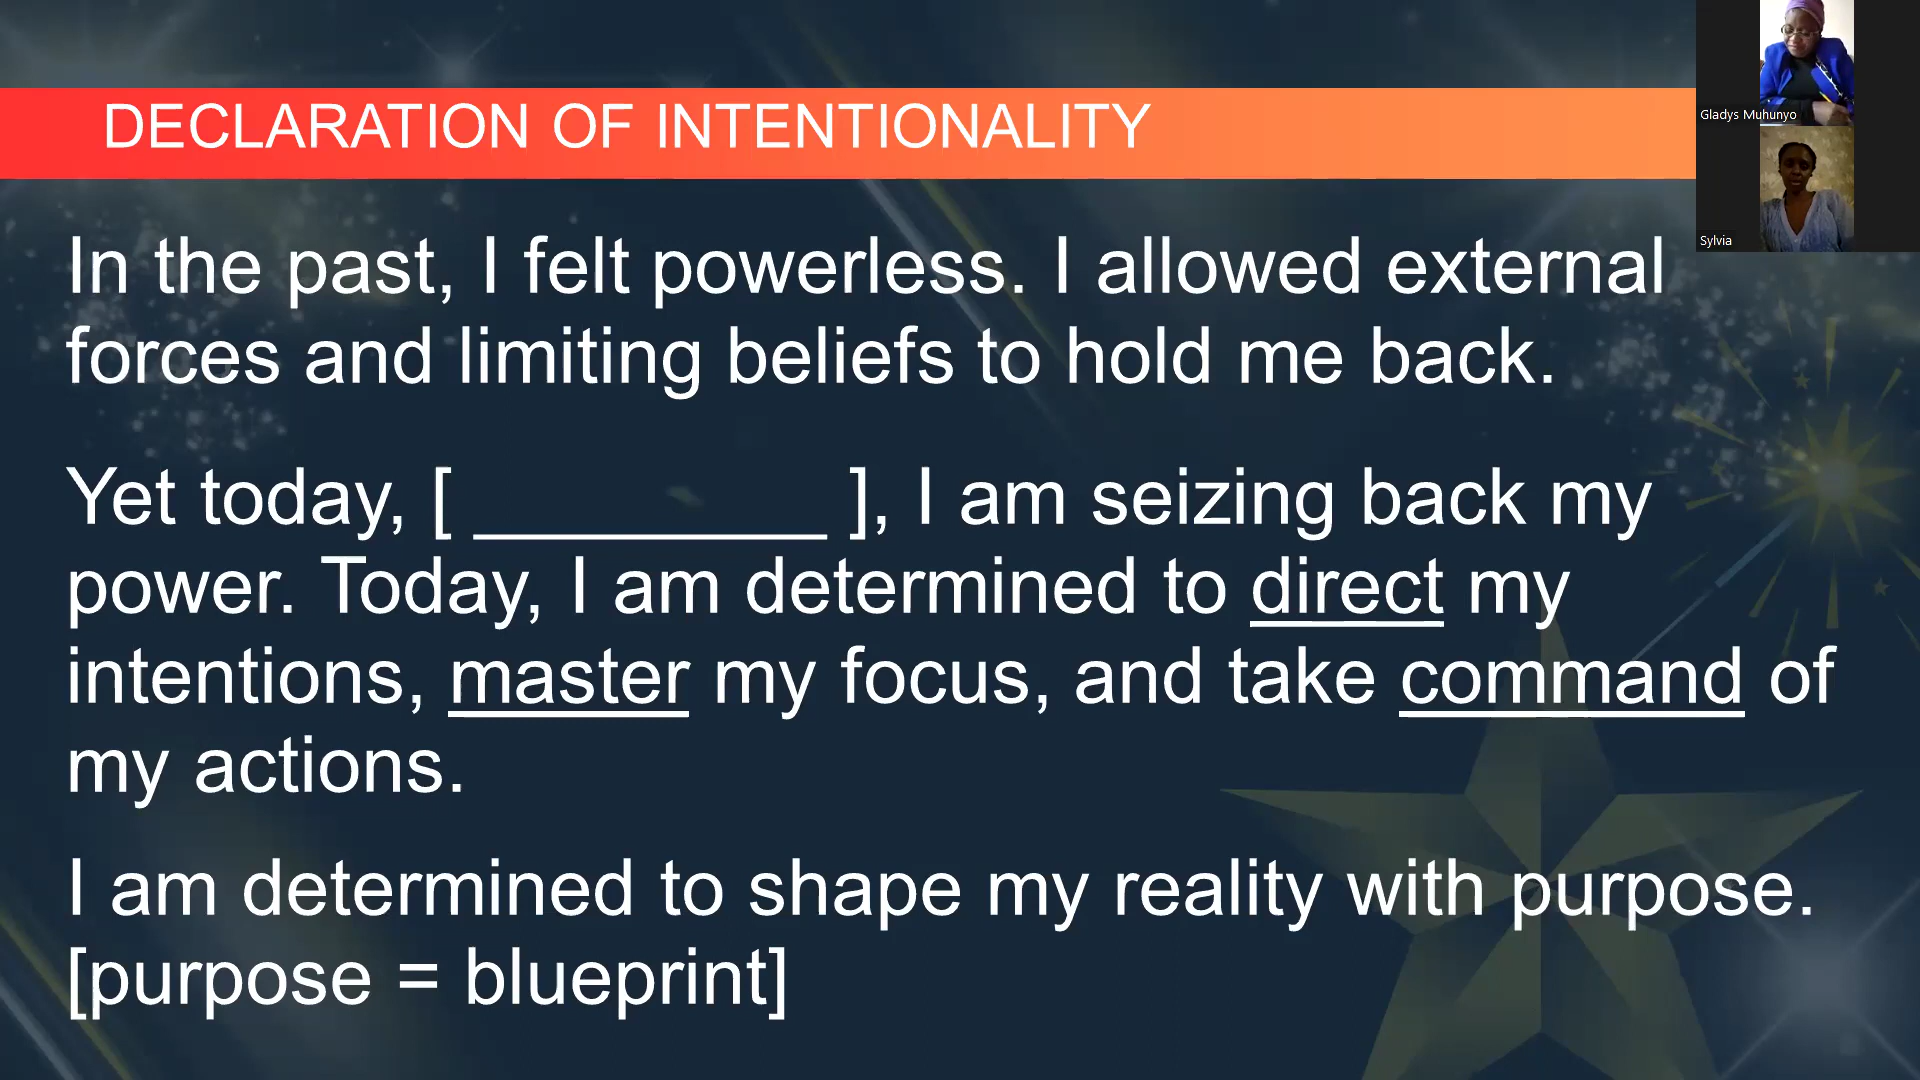 DECLARATION OF INTENTIONALITY
In the past, I felt powerless. I allowed external
forces and limiting beliefs to hold me back.
Yet today, [ __________ ], I am seizing back my
power. Today, I am determined to direct my
intentions, master my focus, and take command of
my actions.
I am determined to shape my reality with purpose.
[purpose = blueprint]
Gladys Muhunyo
Sylvia